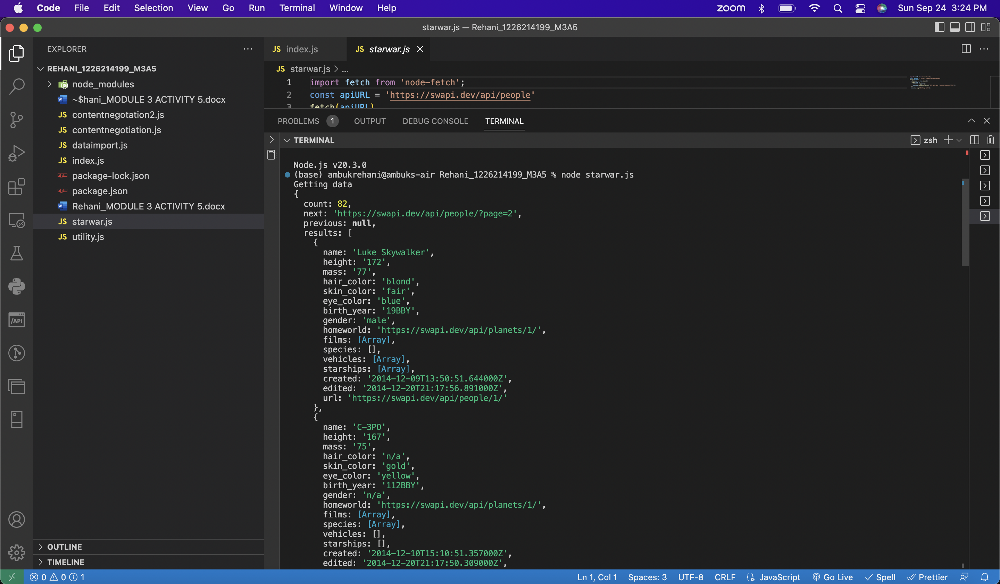 Code File Edit Selection View Go Run Terminal Window Help zoom Sun Sep 24 3:24 PM
starwar.js — Rehani_1226214199_M3A5
EXPLORER
REHANI_1226214199_M3A5
node_modules
~$hani_MODULE 3 ACTIVITY 5.docx
JS contentnegotation2.js
JS contentnegotiation.js
JS dataimport.js
JS index.js
package-lock.json
package.json
Rehani_MODULE 3 ACTIVITY 5.docx
JS starwar.js
JS utility.js
OUTLINE
TIMELINE
JS index.js JS starwar.js
JS starwar.js > ...
1 import fetch from 'node-fetch';
2 const apiURL = 'https://swapi.dev/api/people'
3 fetch(apiURL)
PROBLEMS 1 OUTPUT DEBUG CONSOLE TERMINAL
TERMINAL zsh
Node.js v20.3.0
(base) ambukrehani@ambuks-air Rehani_1226214199_M3A5 % node starwar.js
Getting data
{
count: 82,
next: 'https://swapi.dev/api/people/?page=2',
previous: null,
results: [
{
name: 'Luke Skywalker',
height: '172',
mass: '77',
hair_color: 'blond',
skin_color: 'fair',
eye_color: 'blue',
birth_year: '19BBY',
gender: 'male',
homeworld: 'https://swapi.dev/api/planets/1/',
films: [Array],
species: [],
vehicles: [Array],
starships: [Array],
created: '2014-12-09T13:50:51.644000Z',
edited: '2014-12-20T21:17:56.891000Z',
url: 'https://swapi.dev/api/people/1/'
},
{
name: 'C-3PO',
height: '167',
mass: '75',
hair_color: 'n/a',
skin_color: 'gold',
eye_color: 'yellow',
birth_year: '112BBY',
gender: 'n/a',
homeworld: 'https://swapi.dev/api/planets/1/',
films: [Array],
species: [Array],
vehicles: [],
starships: [],
created: '2014-12-10T15:10:51.357000Z',
edited: '2014-12-20T21:17:50.309000Z',
0 0 1 Ln 1, Col 1 Spaces: 3 UTF-8 CRLF JavaScript Go Live Spell Prettier